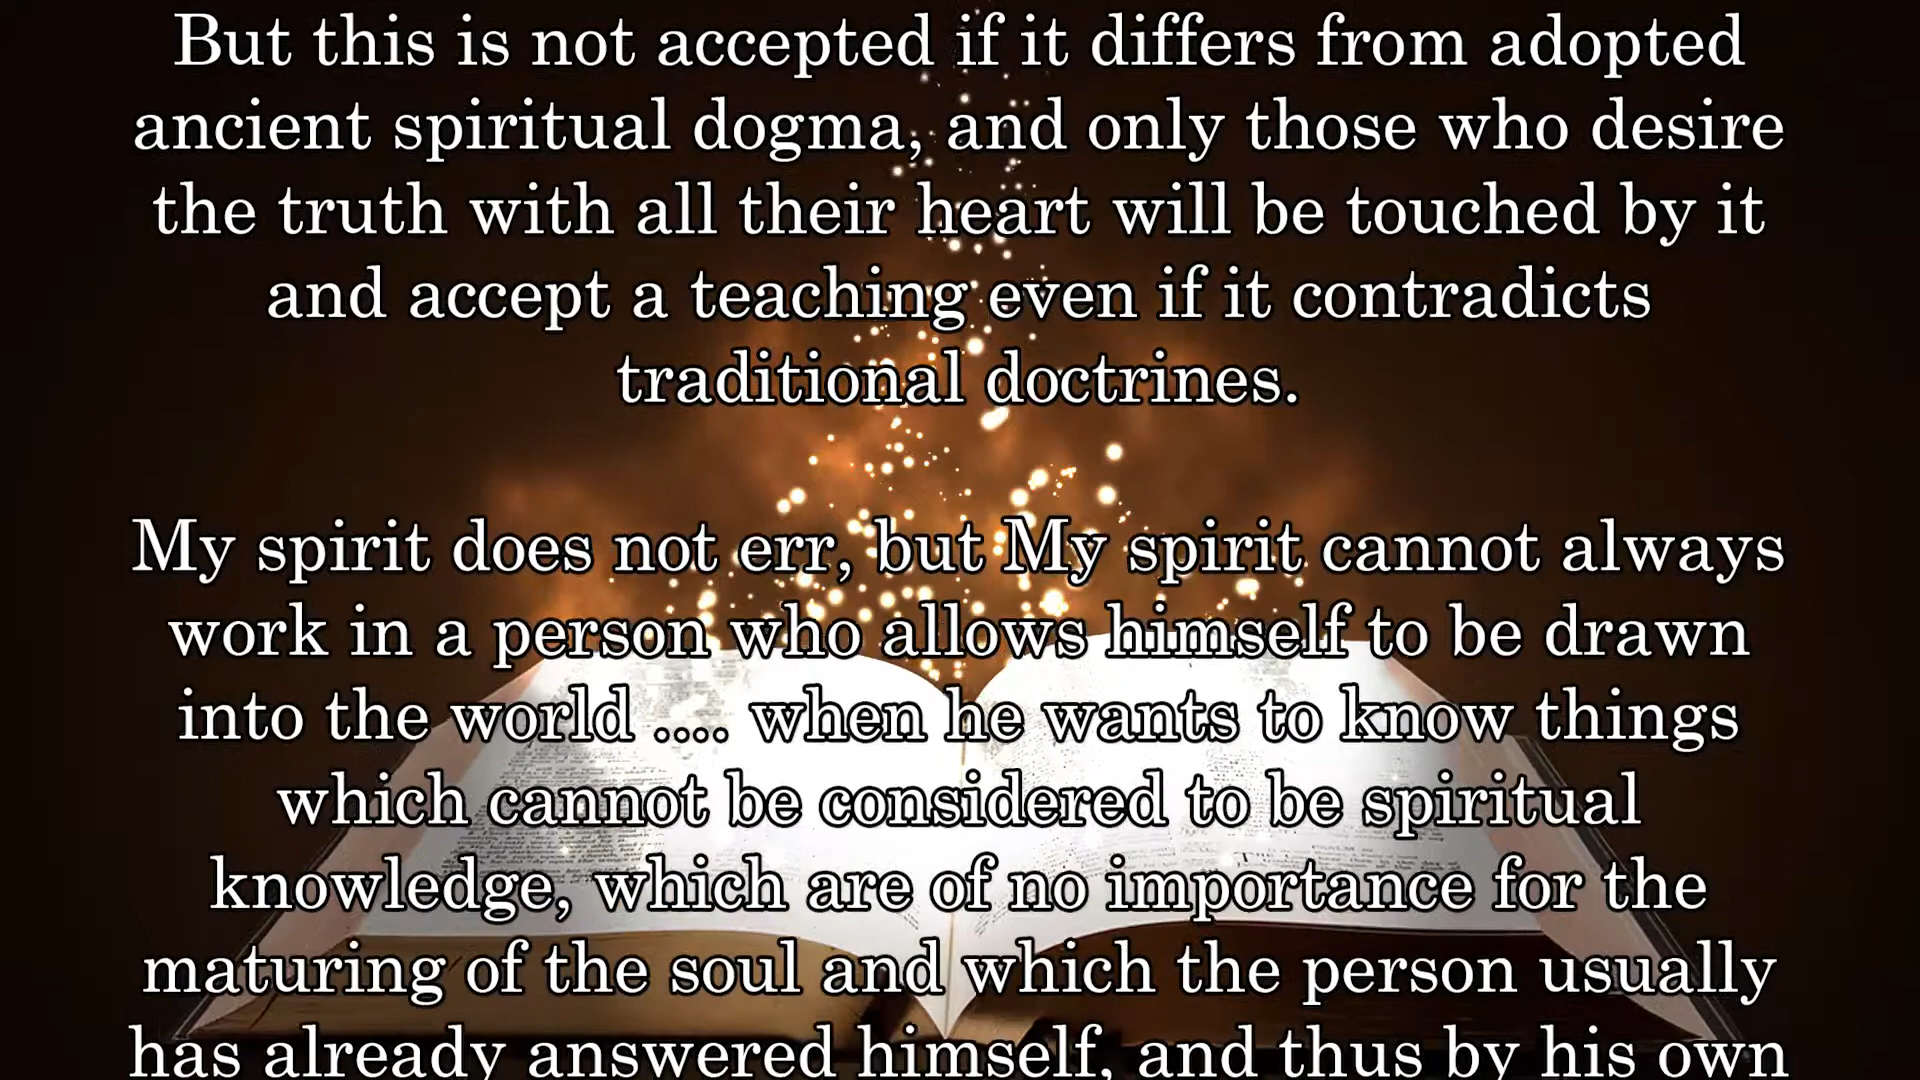 But this is not accepted if it differs from adopted
ancient spiritual dogma, and only those who desire
the truth with all their heart will be touched by it
and accept a teaching even if it contradicts
traditional doctrines.
My spirit does not err, but My spirit cannot always
work in a person who allows himself to be drawn
into the world .... when he wants to know things
which cannot be considered to be spiritual
knowledge, which are of no importance for the
maturing of the soul and which the person usually
has already answered himself, and thus by his own